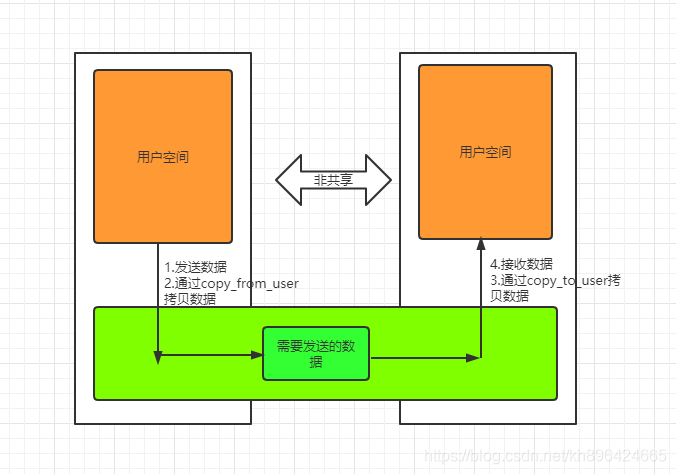 用户空间
用户空间
非共享
1.发送数据
2.通过copy_from_user
拷贝数据
4.接收数据
3.通过copy_to_user拷
贝数据
需要发送的数
据
https://blog.csdn.net/kh896424665